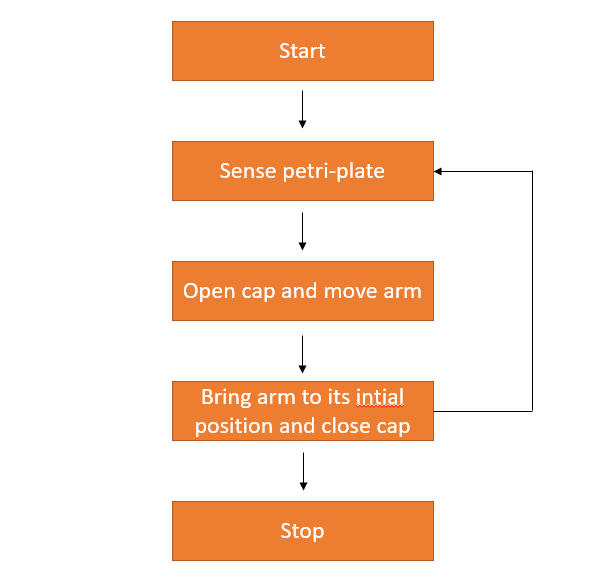 Start
Sense petri-plate
Open cap and move arm
Bring arm to its intial
position and close cap
Stop